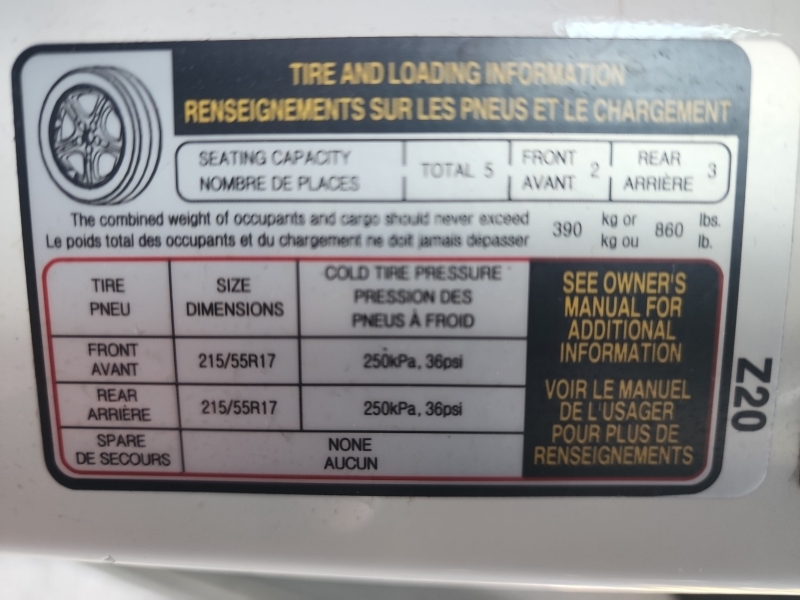 TIRE AND LOADING INFORMATION
RENSEIGNEMENTS SUR LES PNEUS ET LE CHARGEMENT
SEATING CAPACITY
NOMBRE DE PLACES
TOTAL 5
FRONT
AVANT
2
REAR
ARRIÈRE
3
The combined weight of occupants and cargo should never exceed
Le poids total des occupants et du chargement ne doit jamais dépasser
390
kg or
kg ou
860
lbs.
lb.
TIRE
PNEU
SIZE
DIMENSIONS
COLD TIRE PRESSURE
PRESSION DES
PNEUS À FROID
FRONT
AVANT
215/55R17
250kPa, 36psi
REAR
ARRIÈRE
215/55R17
250kPa, 36psi
SPARE
DE SECOURS
NONE
AUCUN
SEE OWNER'S
MANUAL FOR
ADDITIONAL
INFORMATION
VOIR LE MANUEL
DE L'USAGER
POUR PLUS DE
RENSEIGNEMENTS
Z20